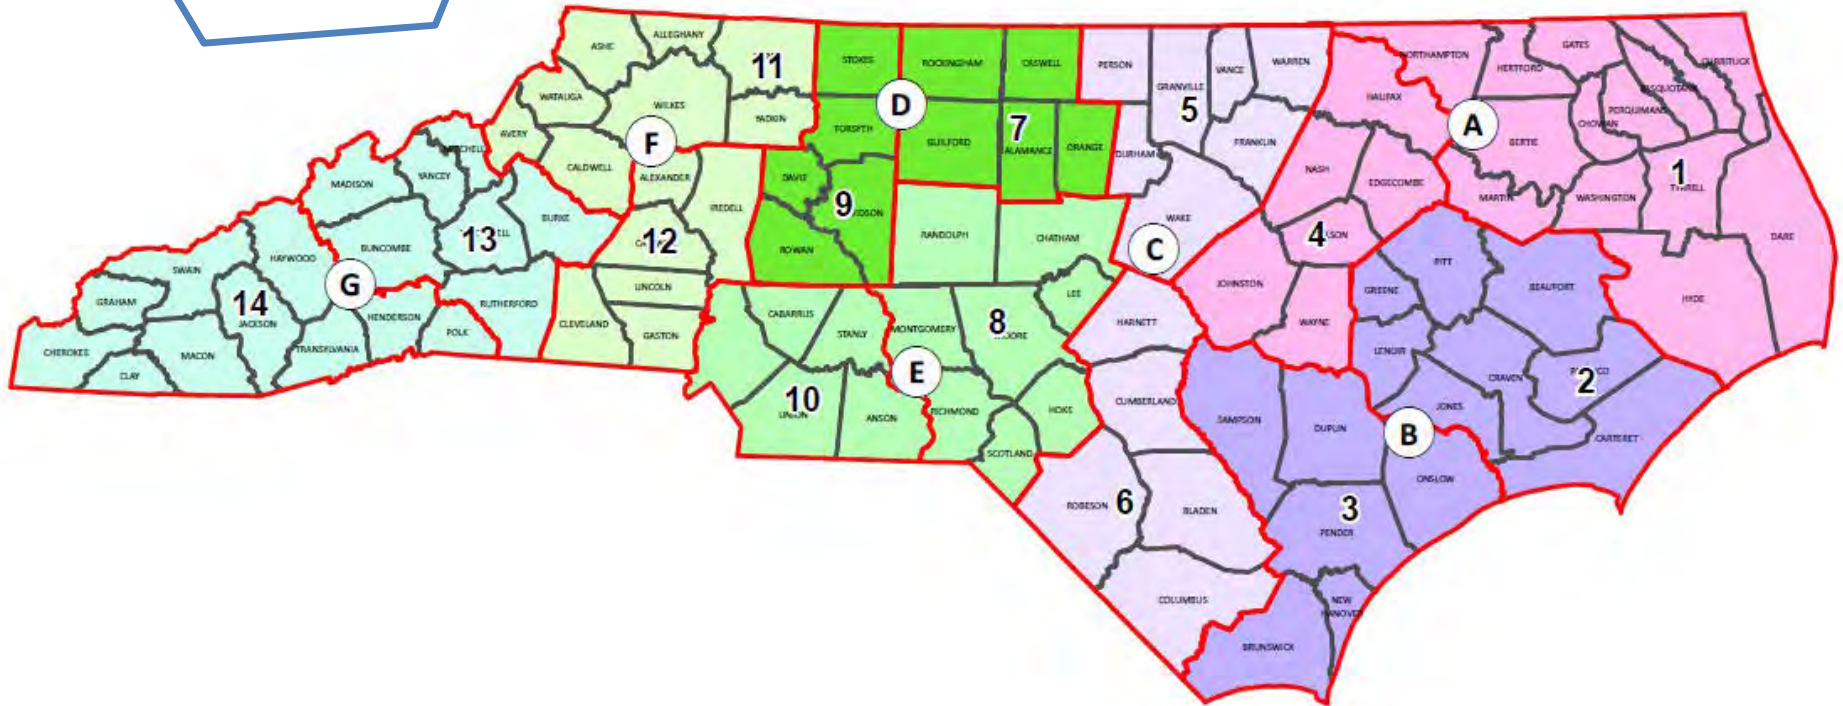 ASHE
ALLEGHANY
11
STOKES
ROCKINGHAM
CASWELL
PERSON
GRANVILLE
VANCE
WARREN
NORTHAMPTON
GATES
HERTFORD
CURRITUCK
WATAUGA
WILKES
YADKIN
D
5
HALIFAX
PASQUOTANK
PERQUIMANS
CHOWAN
AVERY
F
FORSYTH
GUILFORD
7
ALAMANCE
ORANGE
DURHAM
FRANKLIN
A
BERTIE
MITCHELL
YANCEY
MADISON
CALDWELL
ALEXANDER
DAVIE
NASH
EDGECOMBE
MARTIN
WASHINGTON
1
TYRRELL
BURKE
IREDELL
9
WAKE
BUNCOMBE
13
12
ROWAN
RANDOLPH
CHATHAM
C
4
DARE
HAYWOOD
SWAIN
G
PITT
GRAHAM
14
JACKSON
HENDERSON
RUTHERFORD
LINCOLN
LEE
JOHNSTON
GREENE
BEAUFORT
HYDE
CHEROKEE
MACON
TRANSYLVANIA
POLK
CLEVELAND
GASTON
CABARRUS
STANLY
MONTGOMERY
8
HARNETT
WAYNE
LENOIR
CLAY
E
CRAVEN
2
10
ANSON
RICHMOND
HOKE
CUMBERLAND
SAMPSON
DUPLIN
JONES
B
CARTERET
SCOTLAND
ONSLOW
ROBESON
6
BLADEN
3
PENDER
COLUMBUS
NEW
HANOVER
BRUNSWICK